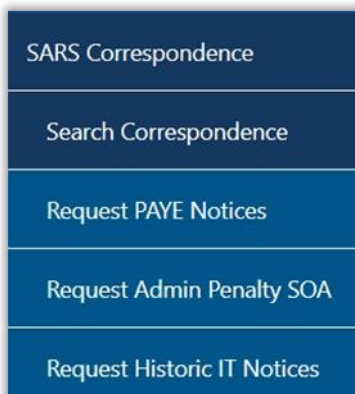 SARS Correspondence
Search Correspondence
Request PAYE Notices
Request Admin Penalty SOA
Request Historic IT Notices